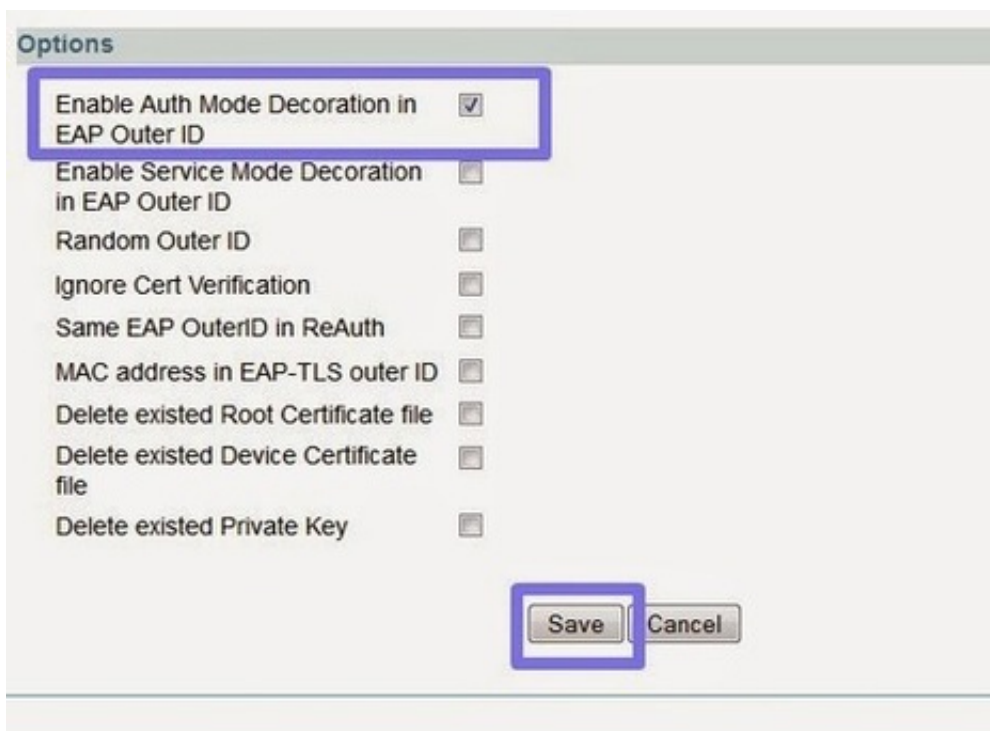 Options
Enable Auth Mode Decoration in
EAP Outer ID
Enable Service Mode Decoration
in EAP Outer ID
Random Outer ID
Ignore Cert Verification
Same EAP OuterID in ReAuth
MAC address in EAP-TLS outer ID
Delete existed Root Certificate file
Delete existed Device Certificate
file
Delete existed Private Key
Save Cancel